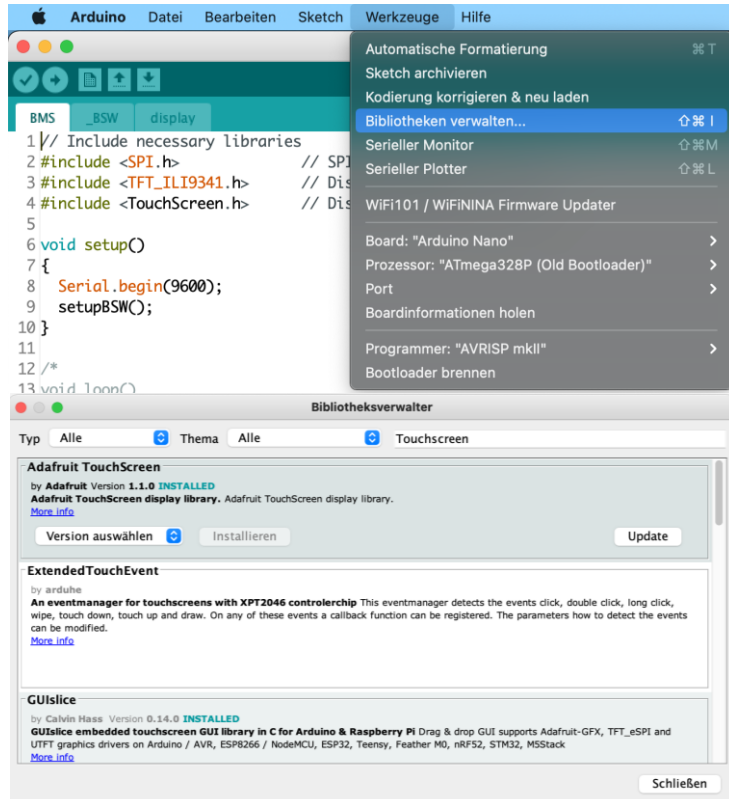 Arduino Datei Bearbeiten Sketch Werkzeuge Hilfe
Automatische Formatierung ⌘ T
Sketch archivieren
Kodierung korrigieren & neu laden
Bibliotheken verwalten... ⇧ ⌘ I
Serieller Monitor ⇧ ⌘ M
Serieller Plotter ⇧ ⌘ L
WiFi101 / WiFiNINA Firmware Updater
Board: "Arduino Nano"
Prozessor: "ATmega328P (Old Bootloader)"
Port
Boardinformationen holen
Programmer: "AVRISP mkII"
Bootloader brennen
BMS _BSW display
1 // Include necessary libraries
2 #include <SPI.h> // SPI
3 #include <TFT_ILI9341.h> // Dis
4 #include <TouchScreen.h> // Dis
5
6 void setup()
7 {
8 Serial.begin(9600);
9 setupBSW();
10 }
11
12 /*
13 void loop()
Bibliotheksverwalter
Typ Alle Thema Alle Touchscreen
Adafruit TouchScreen
by Adafruit Version 1.1.0 INSTALLED
Adafruit TouchScreen display library. Adafruit TouchScreen display library.
More info
Version auswählen Installieren Update
ExtendedTouchEvent
by arduhe
An eventmanager for touchscreens with XPT2046 controlerchip This eventmanager detects the events click, double click, long click,
wipe, touch down, touch up and draw. On any of these events a callback function can be registered. The parameters how to detect the events
can be modified.
More info
GUIslice
by Calvin Hass Version 0.14.0 INSTALLED
GUIslice embedded touchscreen GUI library in C for Arduino & Raspberry Pi Drag & drop GUI supports Adafruit-GFX, TFT_eSPI and
UTFT graphics drivers on Arduino / AVR, ESP8266 / NodeMCU, ESP32, Teensy, Feather M0, nRF52, STM32, M5Stack
More info
Schließen